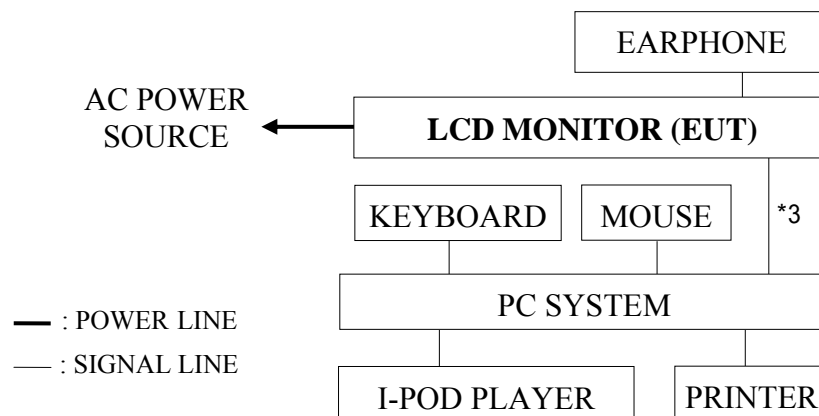 EARPHONE
AC POWER
SOURCE
LCD MONITOR (EUT)
KEYBOARD
MOUSE
*3
PC SYSTEM
: POWER LINE
: SIGNAL LINE
I-POD PLAYER
PRINTER